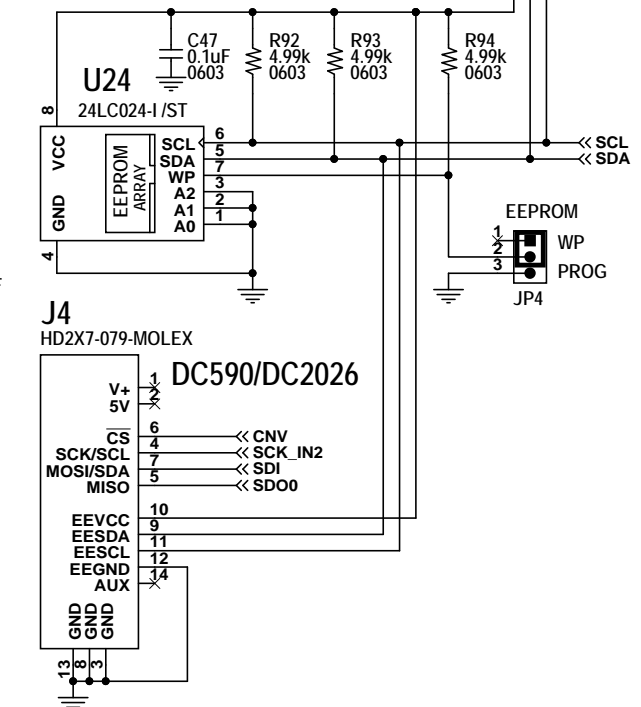 C47
0.1uF
0603
R92
4.99k
0603
R93
4.99k
0603
R94
4.99k
0603
U24
24LC024-I /ST
8
VCC
GND
4
EEPROM
ARRAY
SCL 6
SDA 5
WP 7
A2 3
A1 2
A0 1
SCL
SDA
EEPROM
1 WP
2
3 PROG
JP4
J4
HD2X7-079-MOLEX
DC590/DC2026
V+ 1
5V 2
CS 6 CNV
SCK/SCL 4 SCK_IN2
MOSI/SDA 7 SDI
MISO 5 SDO0
EEVCC 10
EESDA 9
EESCL 11
EEGND 12
AUX 14
GND GND GND
13 8 3